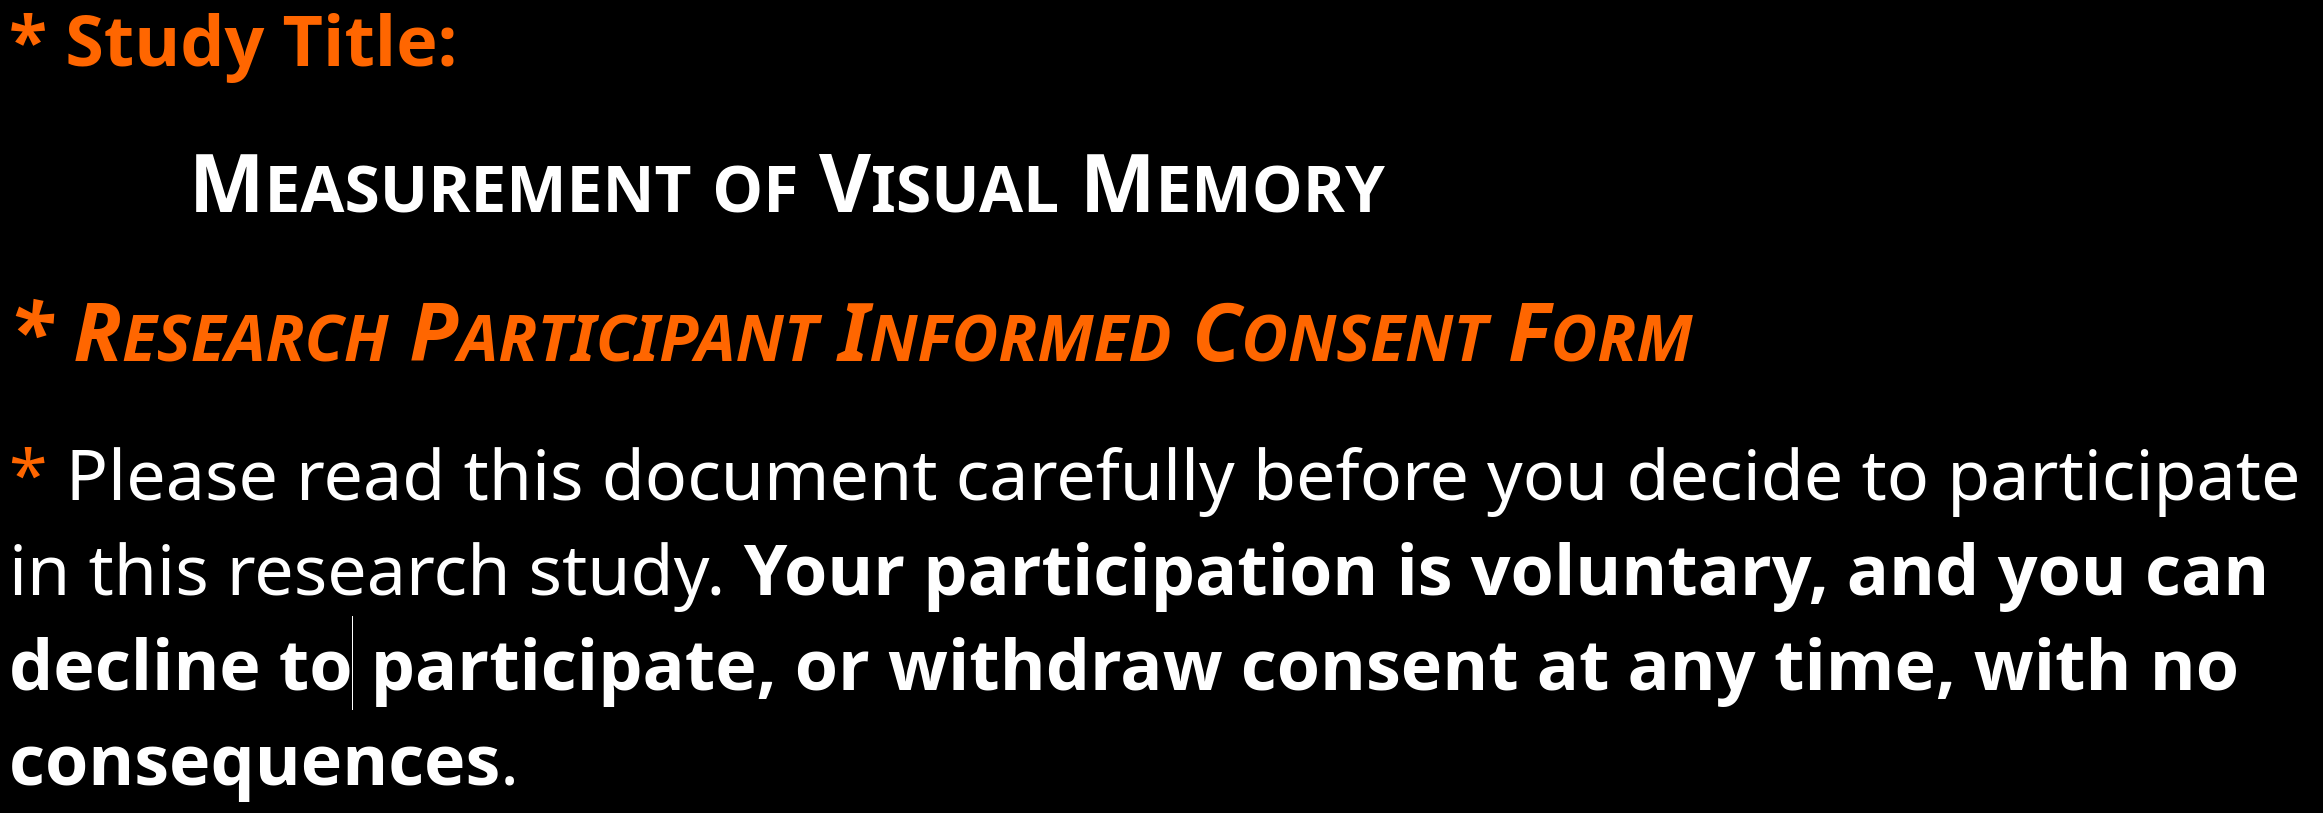 * Study Title:
MEASUREMENT OF VISUAL MEMORY
* RESEARCH PARTICIPANT INFORMED CONSENT FORM
* Please read this document carefully before you decide to participate
in this research study. Your participation is voluntary, and you can
decline to participate, or withdraw consent at any time, with no
consequences.